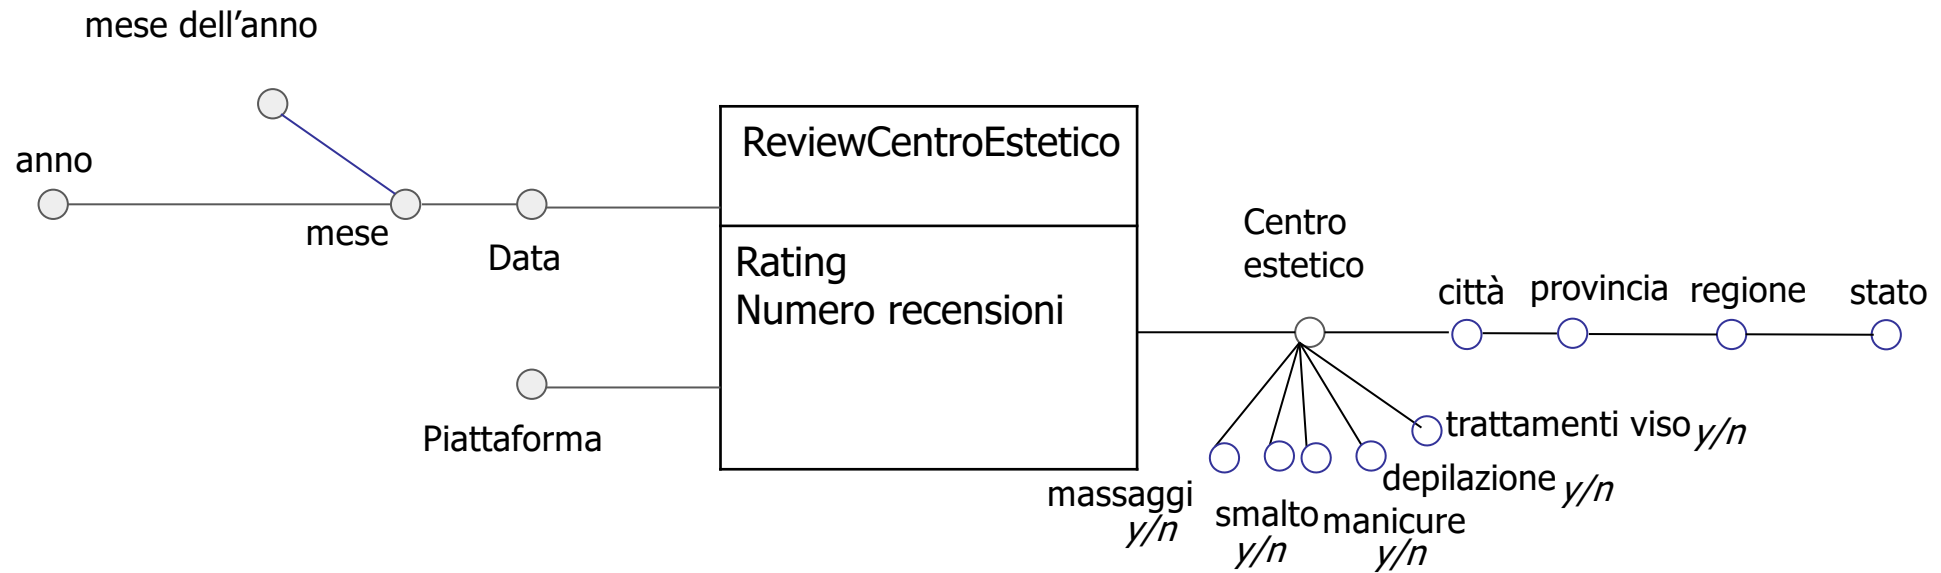 mese dell’anno
anno
mese
Data
Piattaforma
ReviewCentroEstetico
Rating
Numero recensioni
Centro
estetico
città
provincia
regione
stato
trattamenti viso y/n
depilazione y/n
massaggi
y/n
smalto
y/n
manicure
y/n